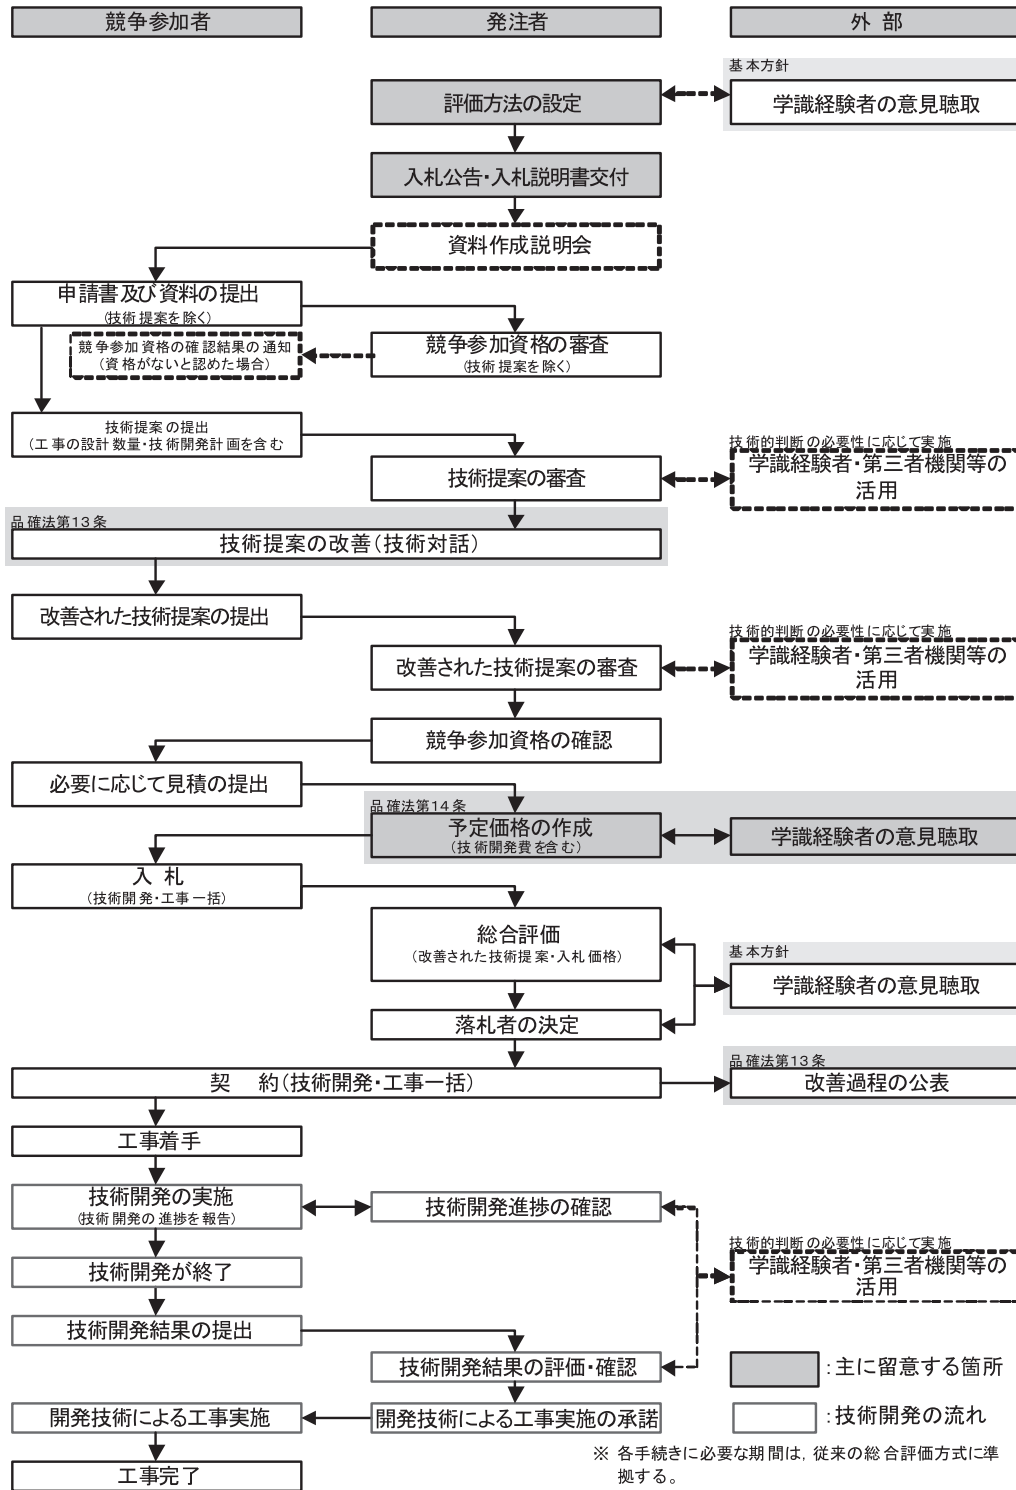 競争参加者
発注者
外 部
基本方針
評価方法の設定
学識経験者の意見聴取
入札公告・入札説明書交付
資料作成説明会
申請書及び資料の提出
(技術提案を除く)
競争参加資格の審査
(技術提案を除く)
競争参加資格の確認結果の通知
(資格がないと認めた場合)
技術提案の提出
(工事の設計数量・技術開発計画を含む
技術提案の審査
技術的判断の必要性に応じて実施
学識経験者・第三者機関等の
活用
品確法第13条
技術提案の改善(技術対話)
改善された技術提案の提出
改善された技術提案の審査
技術的判断の必要性に応じて実施
学識経験者・第三者機関等の
活用
競争参加資格の確認
必要に応じて見積の提出
品確法第14条
予定価格の作成
(技術開発費を含む)
学識経験者の意見聴取
入 札
(技術開発・工事一括)
総合評価
(改善された技術提案・入札価格)
基本方針
学識経験者の意見聴取
落札者の決定
契 約(技術開発・工事一括)
品確法第13条
改善過程の公表
工事着手
技術開発の実施
(技術開発の進捗を報告)
技術開発進捗の確認
技術的判断の必要性に応じて実施
学識経験者・第三者機関等の
活用
技術開発が終了
技術開発結果の提出
技術開発結果の評価・確認
開発技術による工事実施の承諾
開発技術による工事実施
工事完了
:主に留意する箇所
:技術開発の流れ
※ 各手続きに必要な期間は,従来の総合評価方式に準
拠する。